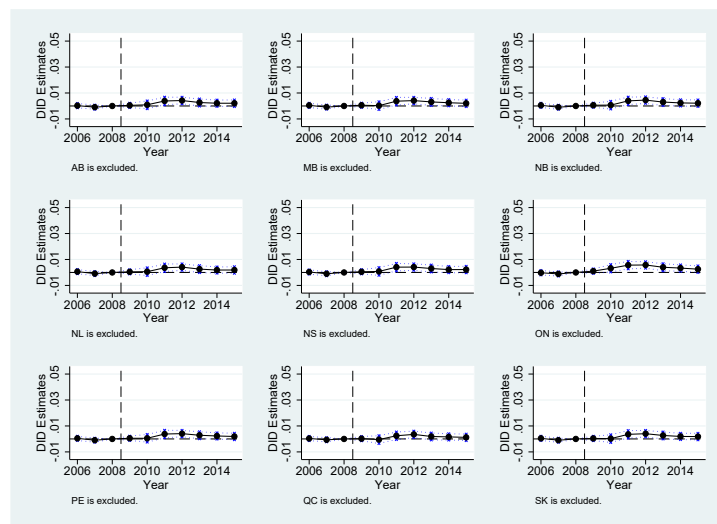 DID Estimates
-.01 .01 .03 .05
2006 2008 2010 2012 2014
Year
AB is excluded.
DID Estimates
-.01 .01 .03 .05
2006 2008 2010 2012 2014
Year
MB is excluded.
DID Estimates
-.01 .01 .03 .05
2006 2008 2010 2012 2014
Year
NB is excluded.
DID Estimates
-.01 .01 .03 .05
2006 2008 2010 2012 2014
Year
NL is excluded.
DID Estimates
-.01 .01 .03 .05
2006 2008 2010 2012 2014
Year
NS is excluded.
DID Estimates
-.01 .01 .03 .05
2006 2008 2010 2012 2014
Year
ON is excluded.
DID Estimates
-.01 .01 .03 .05
2006 2008 2010 2012 2014
Year
PE is excluded.
DID Estimates
-.01 .01 .03 .05
2006 2008 2010 2012 2014
Year
QC is excluded.
DID Estimates
-.01 .01 .03 .05
2006 2008 2010 2012 2014
Year
SK is excluded.